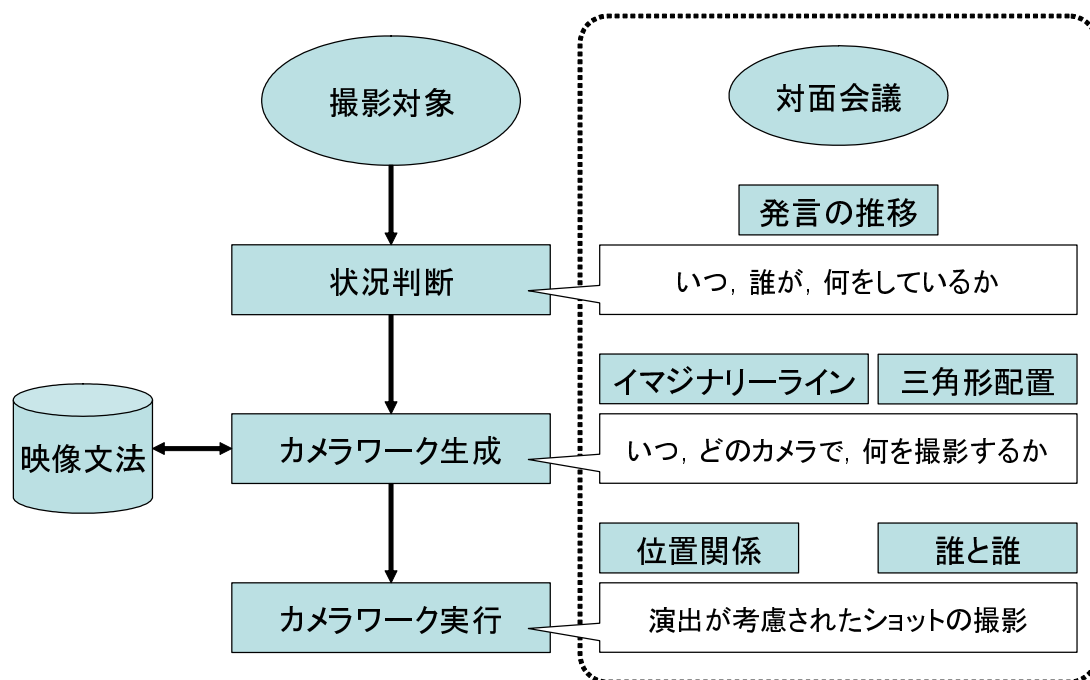 撮影対象
対面会議
発言の推移
状況判断
いつ，誰が，何をしているか
イマジナリーライン
三角形配置
映像文法
カメラワーク生成
いつ，どのカメラで，何を撮影するか
位置関係
誰と誰
カメラワーク実行
演出が考慮されたショットの撮影